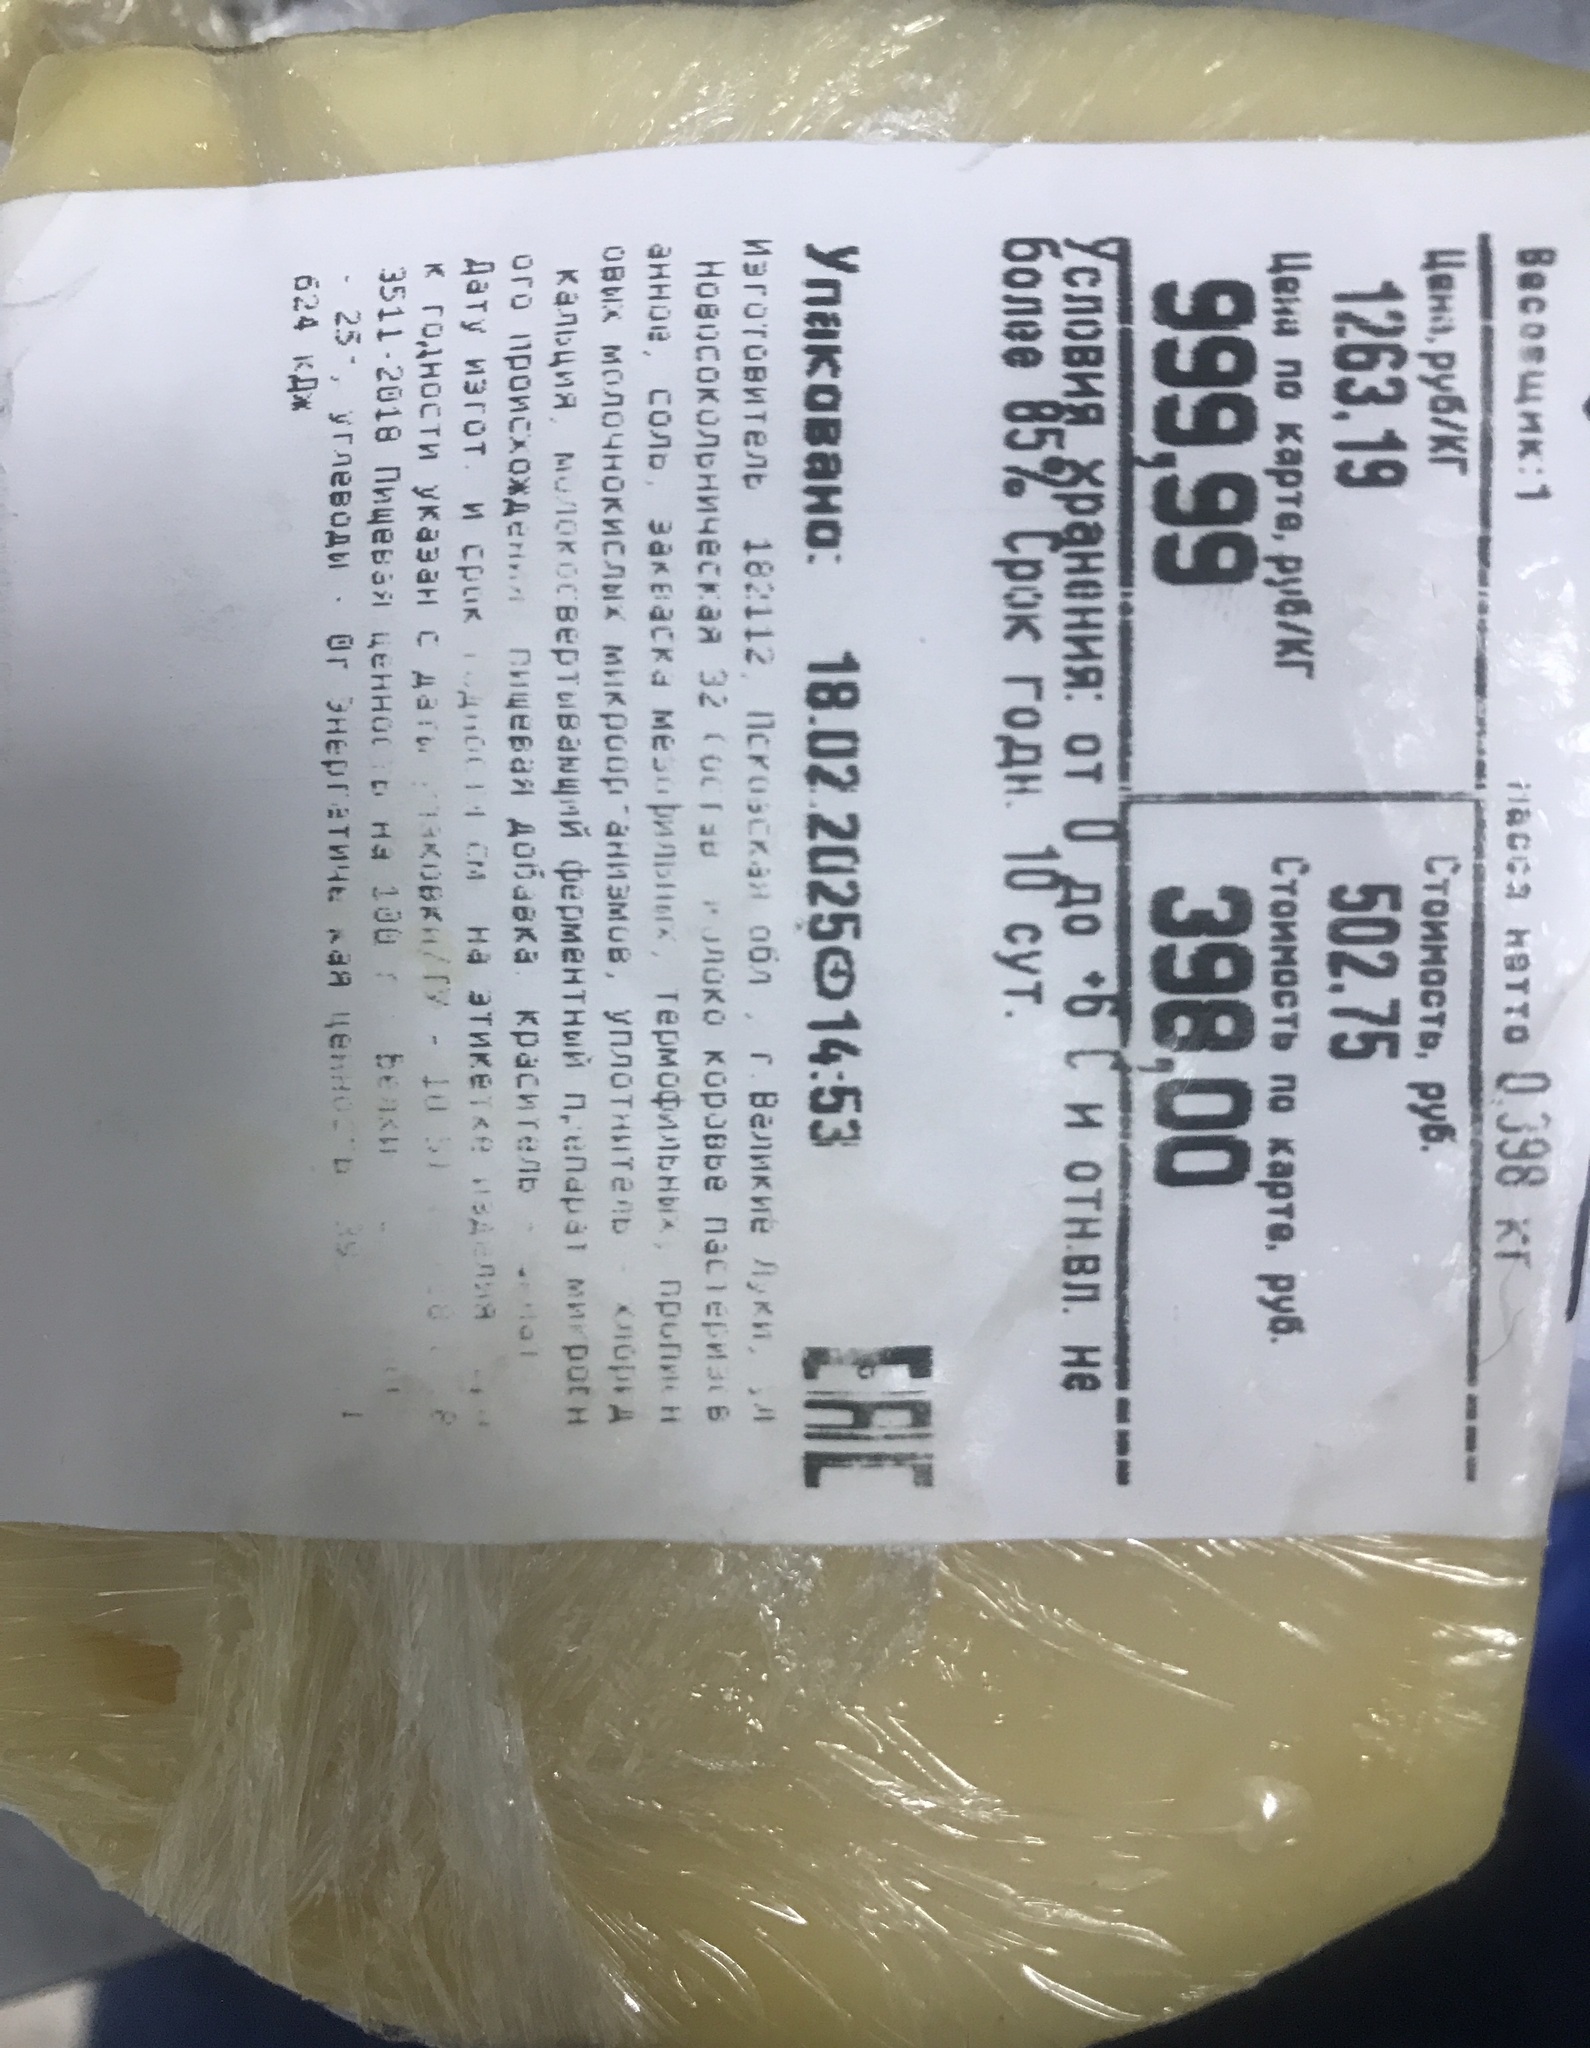 Весовщик:1 Масса нетто 0.398 кг
Цена, руб/кг Стоимость, руб.
1263,19 502,75
Цена по карте, руб/кг Стоимость по карте, руб.
999,99 398,00
Условия хранения: от 0 до +6 С и отн.вл. не
более 85% Срок годн. 10 сут.
Упаковано: 18.02.2025 14:53
EAC
Изготовитель 182112, Псковская обл , г. Великие Луки,
Новосокольническая 32 Состав молоко коровье пастеризов
анное, соль, закваска мезофильных, термофильных, пропион
овых молочнокислых микроорганизмов, уплотнитель хлорид
кальция, молокосвертывающий ферментный препарат микробн
ого происхождения пищевая добавка краситель
Дату изгот. и срок годности см на этикетке изделия
к годности указан с даты упаковки/ТУ - 10.51
3511-2018 Пищевая ценность на 100 г белки -
- 25, углеводы - 0г Энергетическая ценность
624 кДж